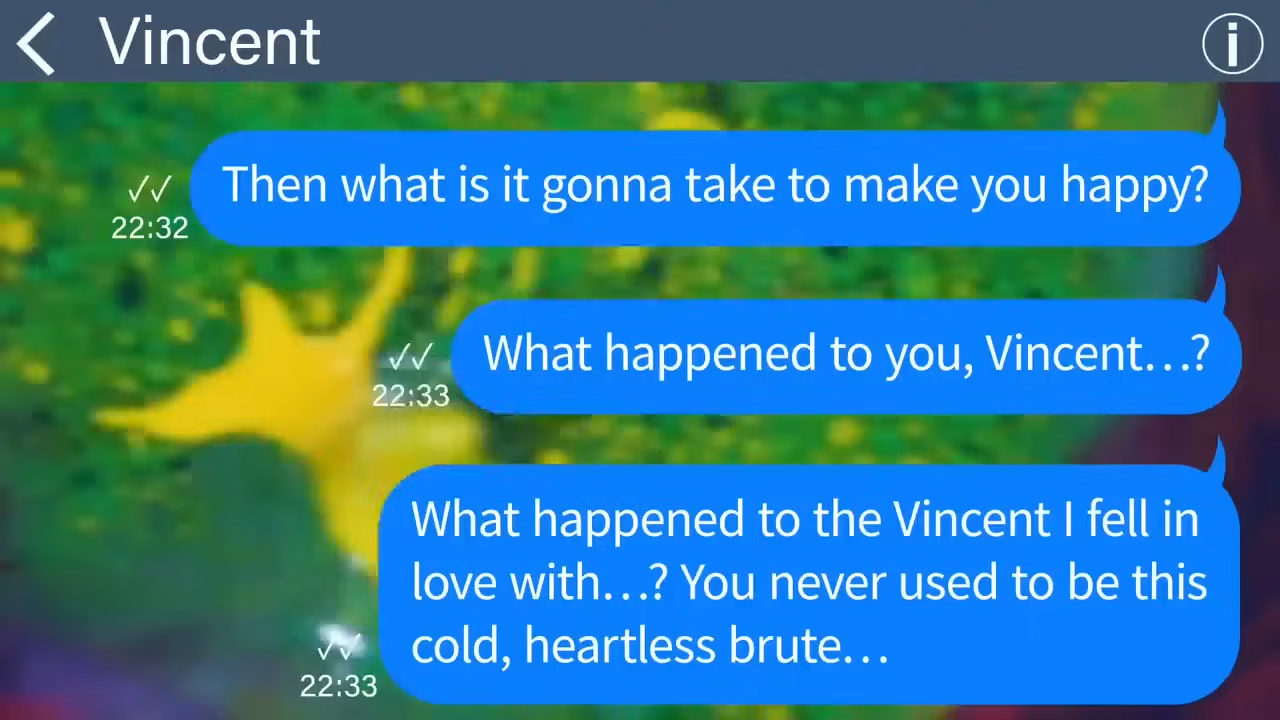 Vincent
i
Then what is it gonna take to make you happy?
✓✓
22:32
What happened to you, Vincent…?
✓✓
22:33
What happened to the Vincent I fell in
love with…? You never used to be this
cold, heartless brute…
✓✓
22:33